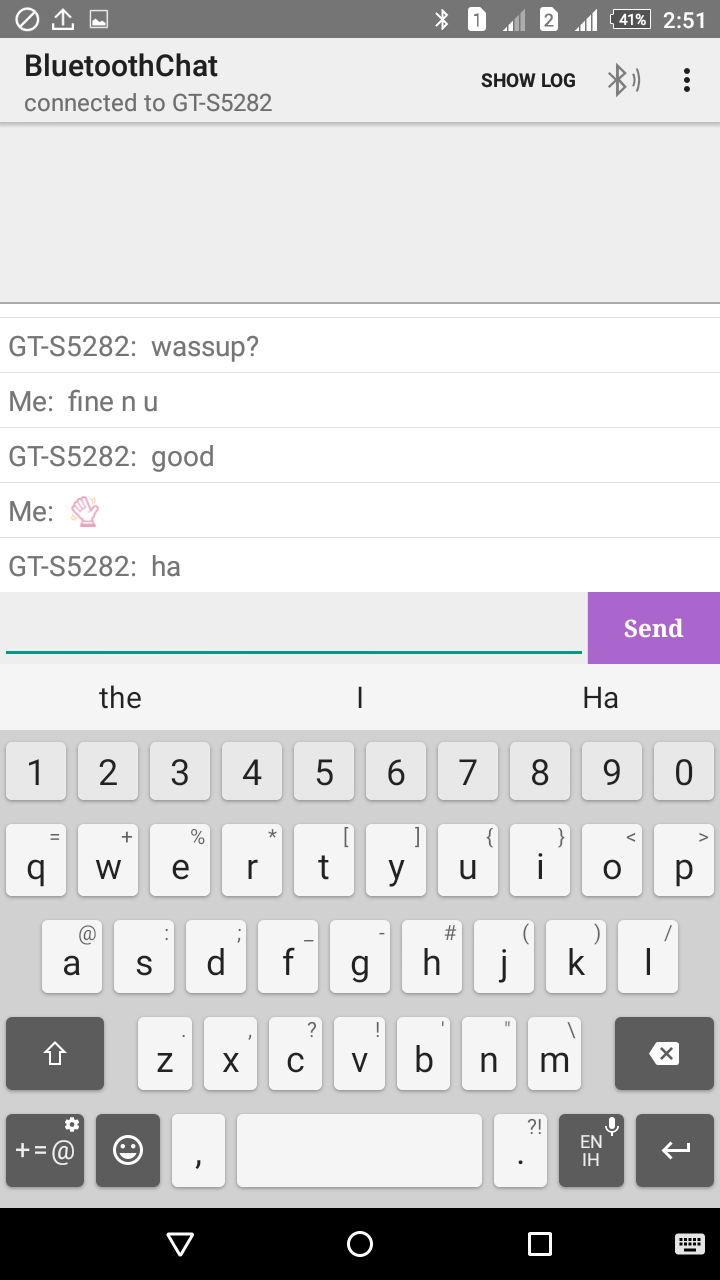 1 2 41% 2:51
BluetoothChat
SHOW LOG
connected to GT-S5282
GT-S5282: wassup?
Me: fine n u
GT-S5282: good
Me: 👋
GT-S5282: ha
Send
the I Ha
1 2 3 4 5 6 7 8 9 0
= + % * [ ] { } < >
q w e r t y u i o p
@ : ; _ - # ( ) /
a s d f g h j k l
. , ? ! ' " \
z x c v b n m
?!
+=@ , . EN
IH